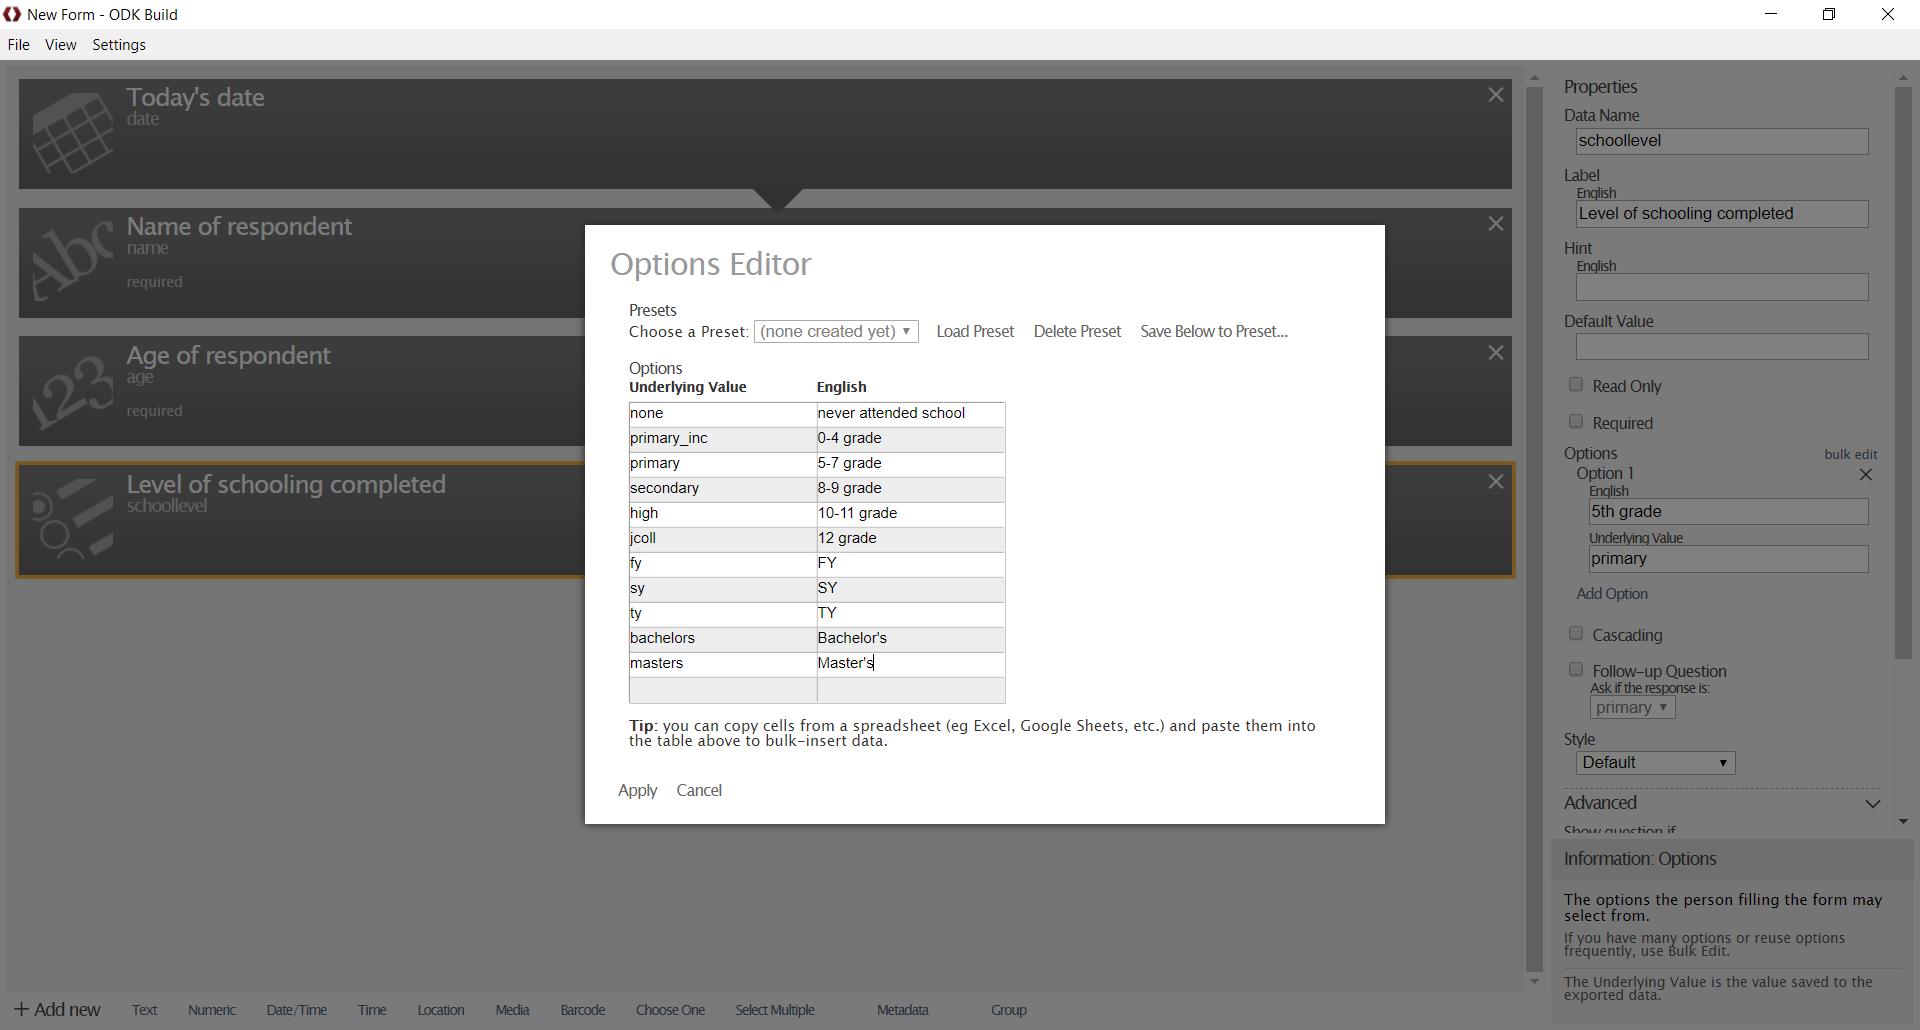 New Form - ODK Build
File View Settings
Today's date
date
Name of respondent
name
required
Age of respondent
age
required
Level of schooling completed
schoollevel
Options Editor
Presets
Choose a Preset: (none created yet) Load Preset Delete Preset Save Below to Preset...
Options
Underlying Value English
none never attended school
primary_inc 0-4 grade
primary 5-7 grade
secondary 8-9 grade
high 10-11 grade
jcoll 12 grade
fy FY
sy SY
ty TY
bachelors Bachelor's
masters Master's
Tip: you can copy cells from a spreadsheet (eg Excel, Google Sheets, etc.) and paste them into
the table above to bulk-insert data.
Apply Cancel
Properties
Data Name
schoollevel
Label
English
Level of schooling completed
Hint
English
Default Value
Read Only
Required
Options bulk edit
Option 1
English
5th grade
Underlying Value
primary
Add Option
Cascading
Follow-up Question
Ask if the response is:
primary
Style
Default
Advanced
Show question if
Information: Options
The options the person filling the form may
select from.
If you have many options or reuse options
frequently, use Bulk Edit.
The Underlying Value is the value saved to the
exported data.
+ Add new Text Numeric Date/Time Time Location Media Barcode Choose One Select Multiple Metadata Group
Abc
123